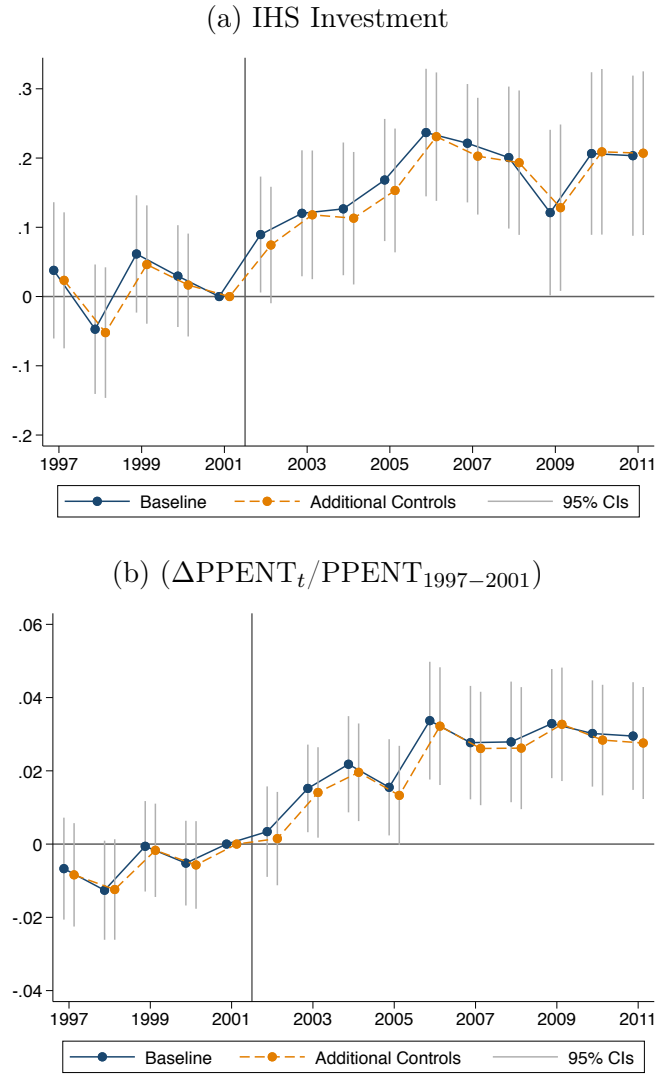 (a) IHS Investment
.3
.2
.1
0
-.1
-.2
1997 1999 2001 2003 2005 2007 2009 2011
Baseline Additional Controls 95% CIs
(b) (ΔPPENTₜ/PPENT₁₉₉₇₋₂₀₀₁)
.06
.04
.02
0
-.02
-.04
1997 1999 2001 2003 2005 2007 2009 2011
Baseline Additional Controls 95% CIs